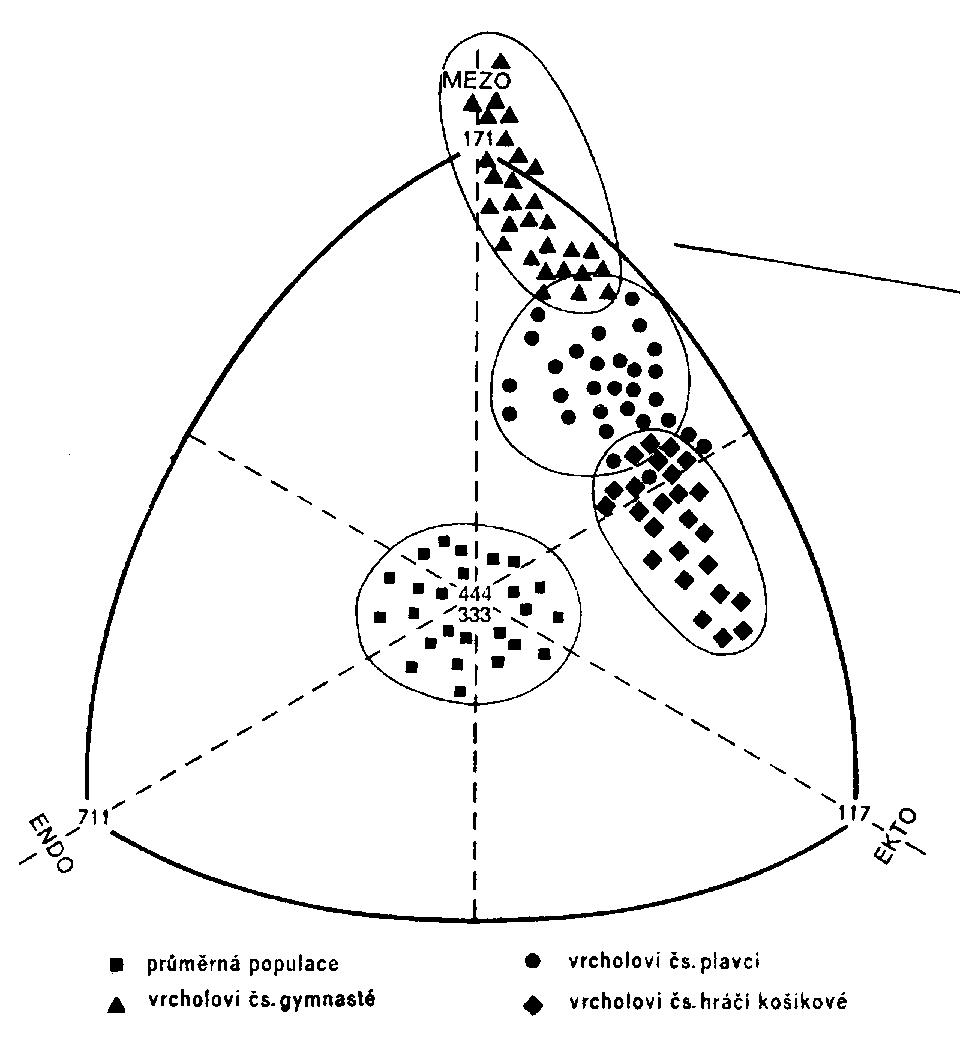 MEZO
171
444
333
711
117
ENDO
EKTO
průměrná populace
vrcholoví čs. plavci
vrcholoví čs. gymnasté
vrcholoví čs. hráči košíkové